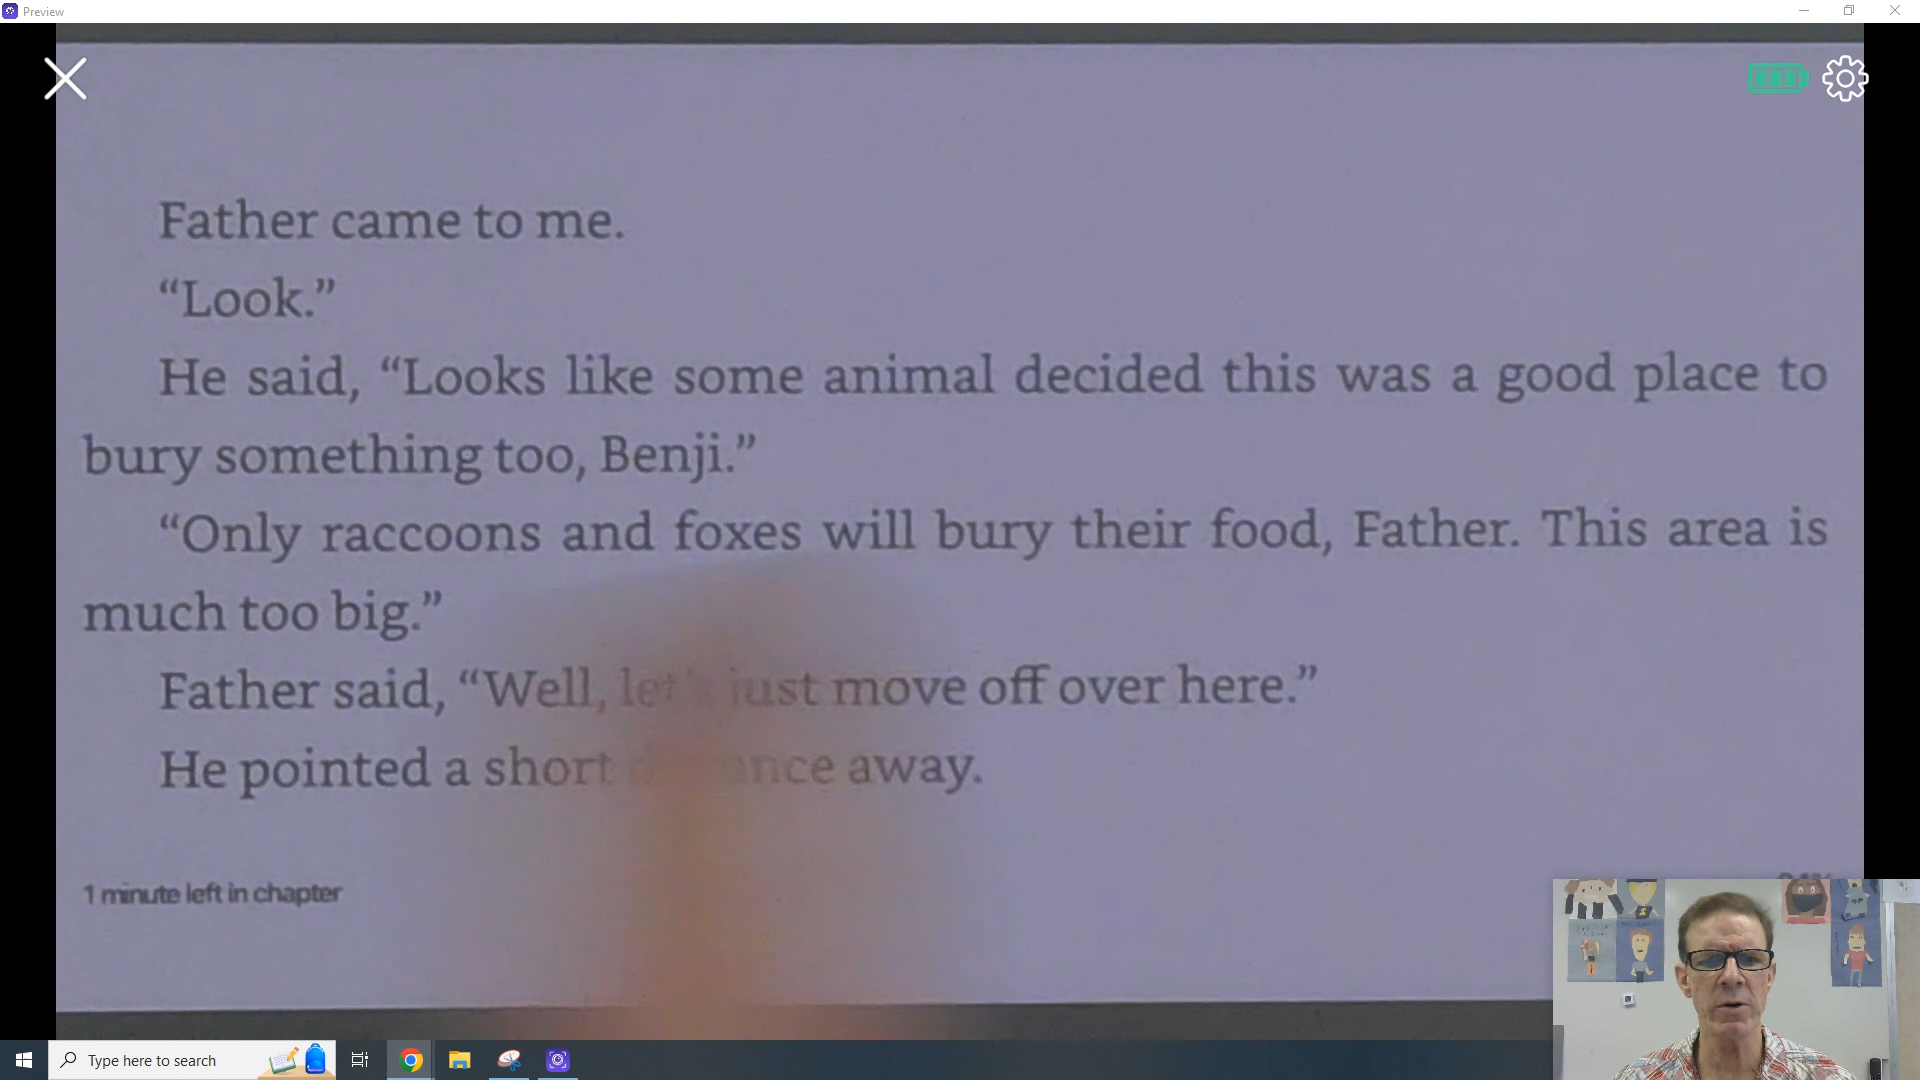 Preview
Father came to me.
“Look.”
He said, “Looks like some animal decided this was a good place to
bury something too, Benji.”
“Only raccoons and foxes will bury their food, Father. This area is
much too big.”
Father said, “Well, let's just move off over here.”
He pointed a short away.
1 minute left in chapter
Type here to search